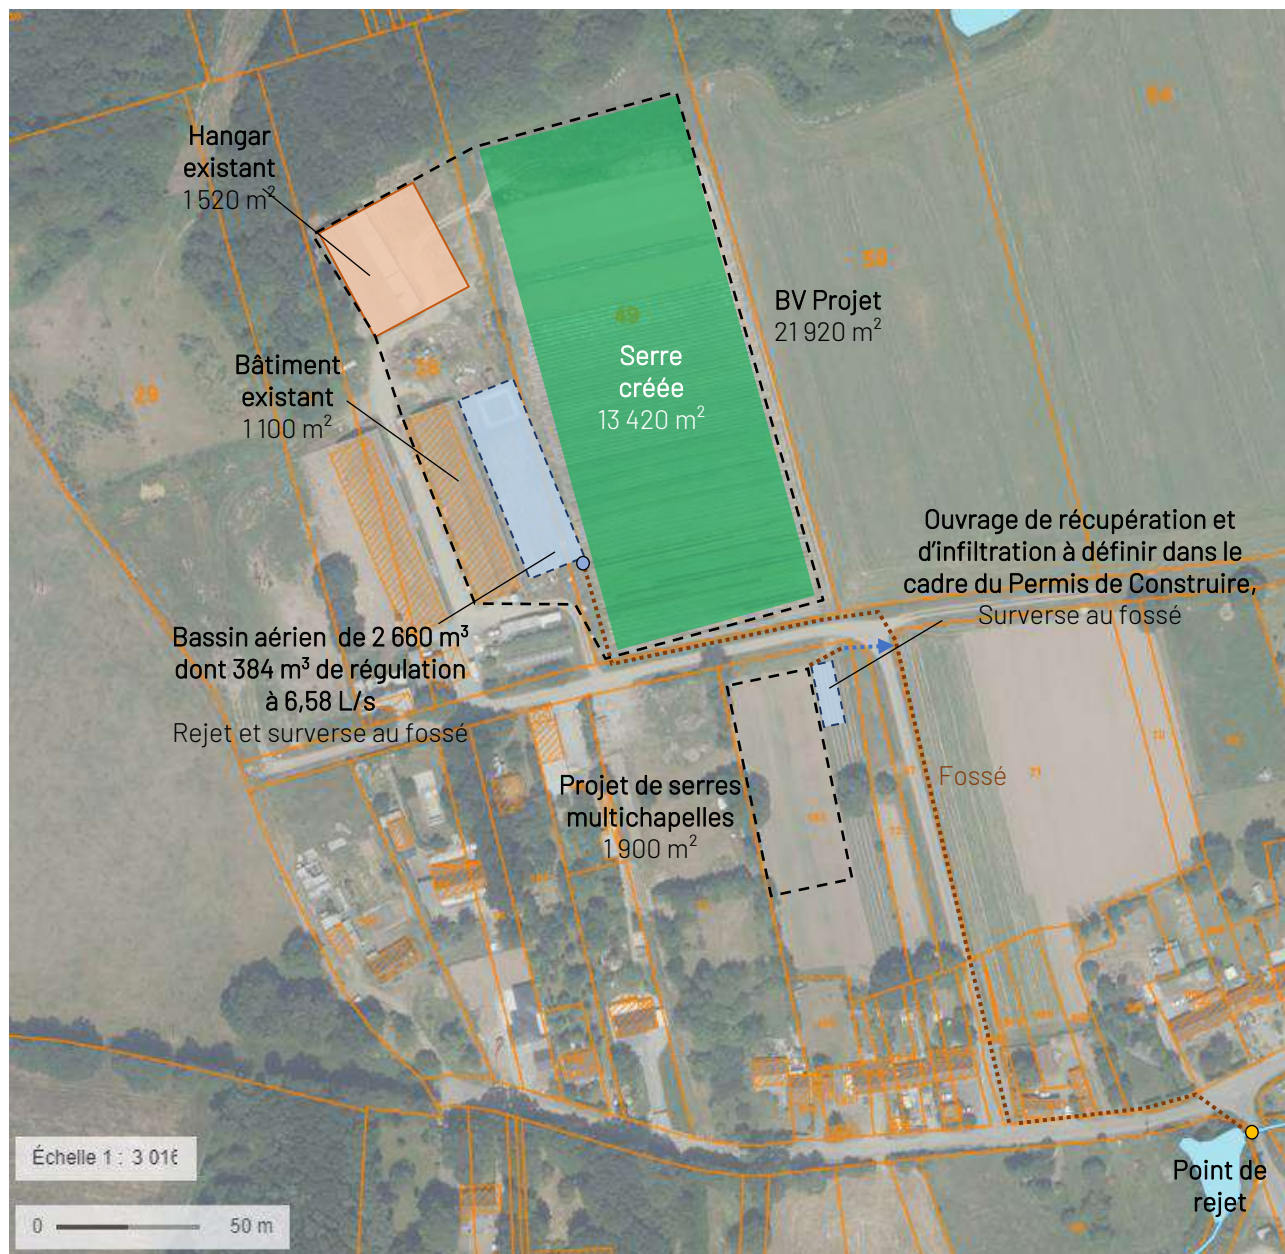 Hangar
existant
1 520 m²
Bâtiment
existant
1 100 m²
Serre
créée
13 420 m²
BV Projet
21 920 m²
Ouvrage de récupération et
d'infiltration à définir dans le
cadre du Permis de Construire,
Surverse au fossé
Bassin aérien de 2 660 m³
dont 384 m³ de régulation
à 6,58 L/s
Rejet et surverse au fossé
Projet de serres
multichapelles
1 900 m²
Fossé
Point de
rejet
29
49
Échelle 1 : 3 016
0 50 m